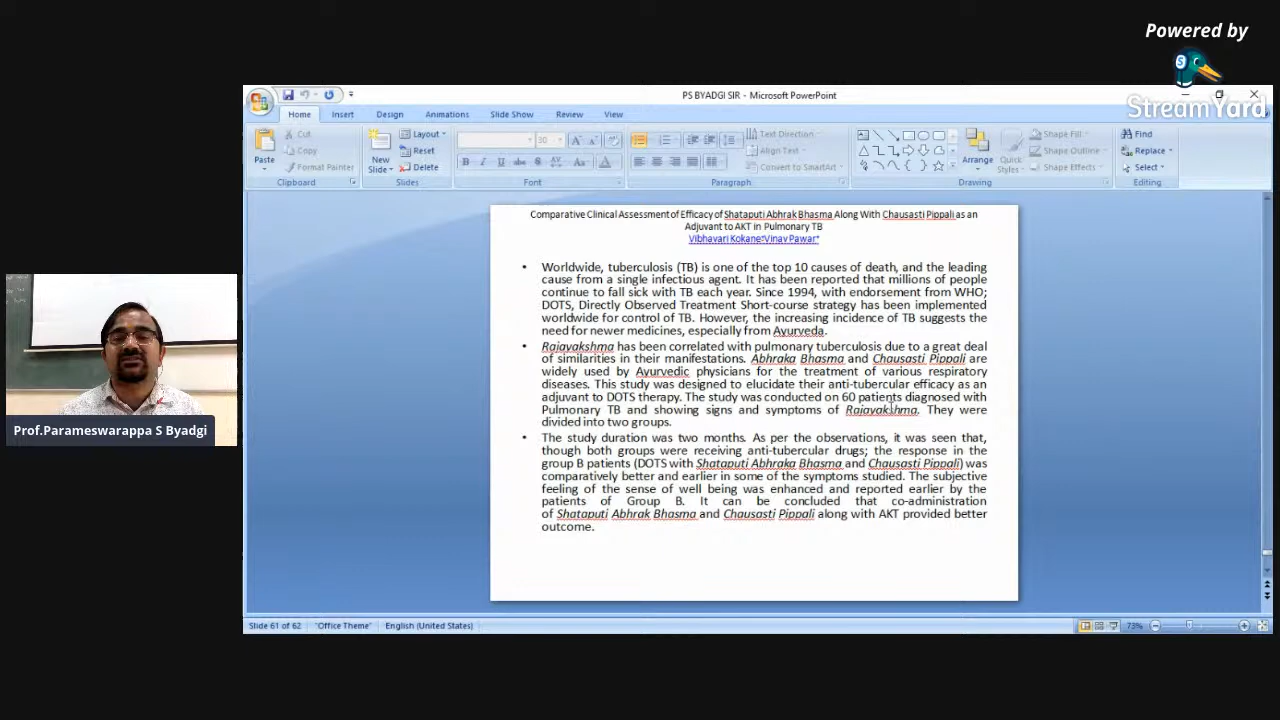 Powered by
StreamYard
PS BYADGI SIR - Microsoft PowerPoint
Home Insert Design Animations Slide Show Review View
Paste
Cut
Copy
Format Painter
Clipboard
New Slide
Layout
Reset
Delete
Slides
30
Font
Text Direction
Align Text
Convert to SmartArt
Paragraph
Arrange
Quick Styles
Shape Fill
Shape Outline
Shape Effects
Drawing
Find
Replace
Select
Editing
Comparative Clinical Assessment of Efficacy of Shataputi Abhrak Bhasma Along With Chausasti Pippali as an
Adjuvant to AKT in Pulmonary TB
Vibhavari Kokane*Vinay Pawar*
• Worldwide, tuberculosis (TB) is one of the top 10 causes of death, and the leading
cause from a single infectious agent. It has been reported that millions of people
continue to fall sick with TB each year. Since 1994, with endorsement from WHO;
DOTS, Directly Observed Treatment Short-course strategy has been implemented
worldwide for control of TB. However, the increasing incidence of TB suggests the
need for newer medicines, especially from Ayurveda.
• Rajayakshma has been correlated with pulmonary tuberculosis due to a great deal
of similarities in their manifestations. Abhraka Bhasma and Chausasti Pippali are
widely used by Ayurvedic physicians for the treatment of various respiratory
diseases. This study was designed to elucidate their anti-tubercular efficacy as an
adjuvant to DOTS therapy. The study was conducted on 60 patients diagnosed with
Pulmonary TB and showing signs and symptoms of Rajayakshma. They were
divided into two groups.
• The study duration was two months. As per the observations, it was seen that,
though both groups were receiving anti-tubercular drugs; the response in the
group B patients (DOTS with Shataputi Abhraka Bhasma and Chausasti Pippali) was
comparatively better and earlier in some of the symptoms studied. The subjective
feeling of the sense of well being was enhanced and reported earlier by the
patients of Group B. It can be concluded that co-administration
of Shataputi Abhrak Bhasma and Chausasti Pippali along with AKT provided better
outcome.
Prof.Parameswarappa S Byadgi
Slide 61 of 62 "Office Theme" English (United States) 73%